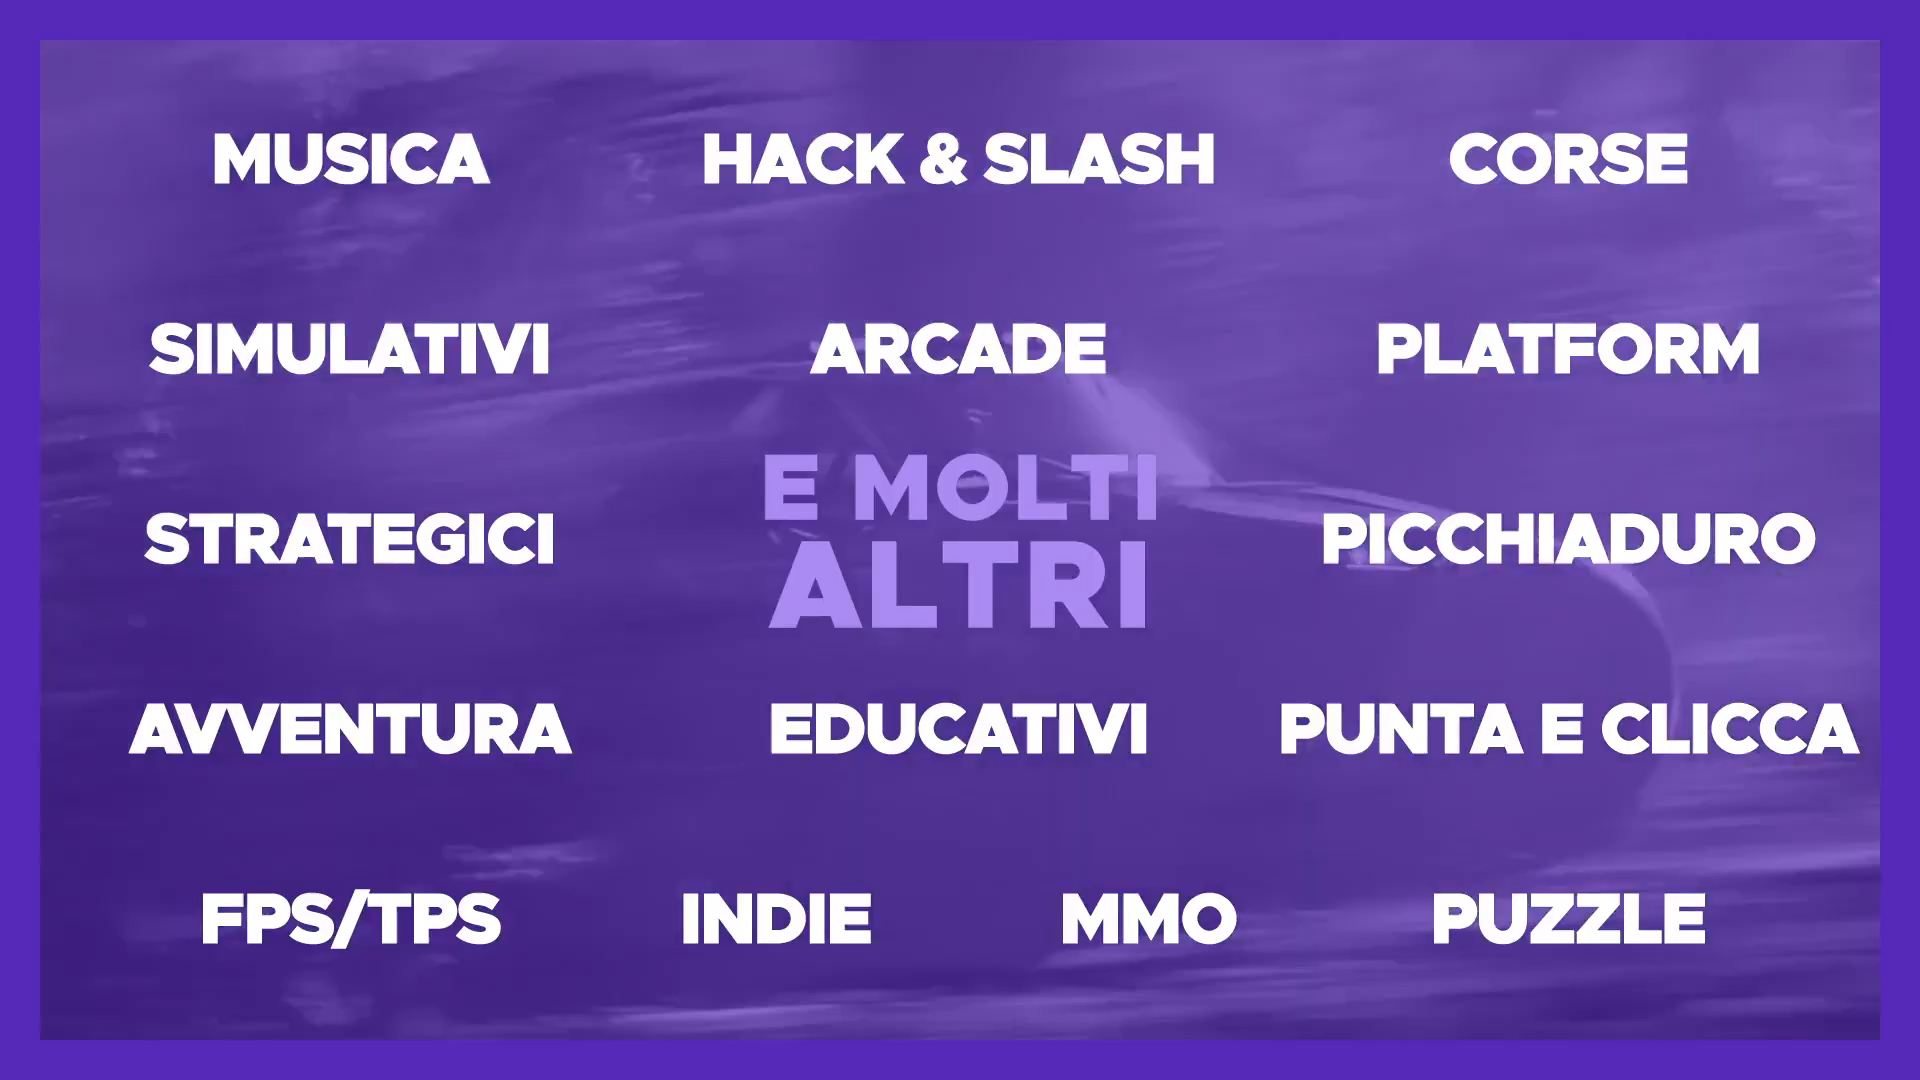 MUSICA
HACK & SLASH
CORSE
SIMULATIVI
ARCADE
PLATFORM
STRATEGICI
E MOLTI
ALTRI
PICCHIADURO
AVVENTURA
EDUCATIVI
PUNTA E CLICCA
FPS/TPS
INDIE
MMO
PUZZLE